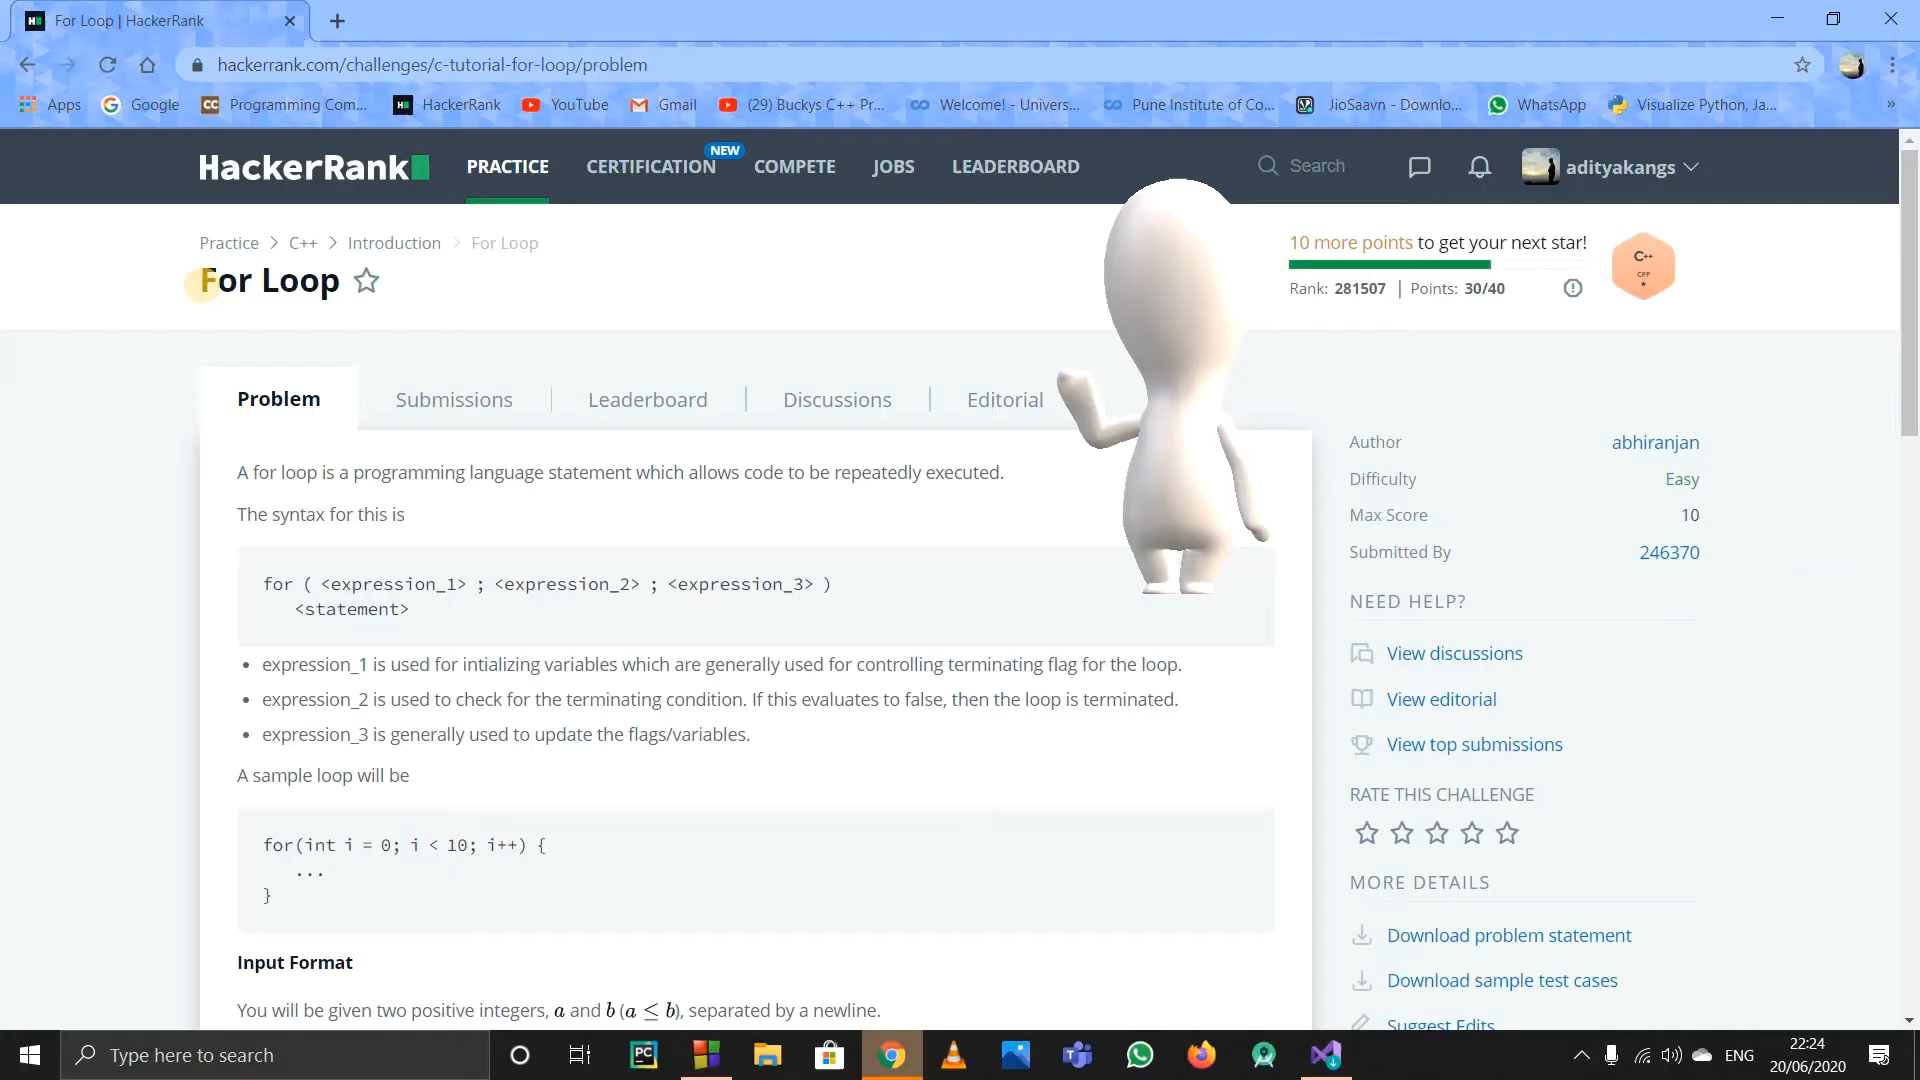 For Loop | HackerRank
hackerrank.com/challenges/c-tutorial-for-loop/problem
Apps Google Programming Com... HackerRank YouTube Gmail (29) Buckys C++ Pr... Welcome! - Univers... Pune Institute of Co... JioSaavn - Downlo... WhatsApp Visualize Python, Ja... »
HackerRank PRACTICE CERTIFICATION NEW COMPETE JOBS LEADERBOARD Search adityakangs
Practice > C++ > Introduction > For Loop
For Loop
10 more points to get your next star!
Rank: 281507 | Points: 30/40
C++
CPP
Problem Submissions Leaderboard Discussions Editorial
A for loop is a programming language statement which allows code to be repeatedly executed.
The syntax for this is
for ( <expression_1> ; <expression_2> ; <expression_3> )
<statement>
• expression_1 is used for intializing variables which are generally used for controlling terminating flag for the loop.
• expression_2 is used to check for the terminating condition. If this evaluates to false, then the loop is terminated.
• expression_3 is generally used to update the flags/variables.
A sample loop will be
for(int i = 0; i < 10; i++) {
...
}
Input Format
You will be given two positive integers, a and b (a ≤ b), separated by a newline.
Author abhiranjan
Difficulty Easy
Max Score 10
Submitted By 246370
NEED HELP?
View discussions
View editorial
View top submissions
RATE THIS CHALLENGE
MORE DETAILS
Download problem statement
Download sample test cases
Suggest Edits
Type here to search
PC
ENG
22:24
20/06/2020